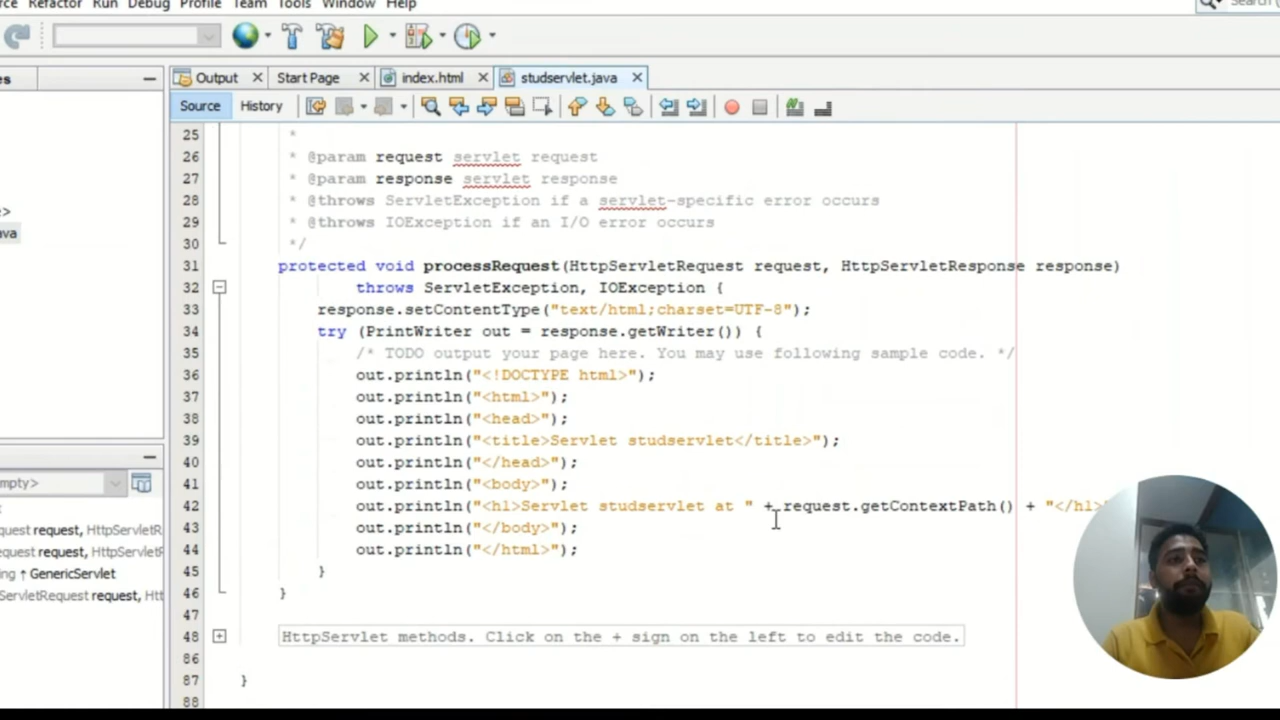 rce Refactor Run Debug Profile Team Tools Window Help
Search
es
Output Start Page index.html studservlet.java
Source History
25 *
26 * @param request servlet request
27 * @param response servlet response
28 * @throws ServletException if a servlet-specific error occurs
29 * @throws IOException if an I/O error occurs
30 */
31 protected void processRequest(HttpServletRequest request, HttpServletResponse response)
32 throws ServletException, IOException {
33 response.setContentType("text/html;charset=UTF-8");
34 try (PrintWriter out = response.getWriter()) {
35 /* TODO output your page here. You may use following sample code. */
36 out.println("<!DOCTYPE html>");
37 out.println("<html>");
38 out.println("<head>");
39 out.println("<title>Servlet studservlet</title>");
40 out.println("</head>");
41 out.println("<body>");
42 out.println("<h1>Servlet studservlet at " + request.getContextPath() + "</h1>
43 out.println("</body>");
44 out.println("</html>");
45 }
46 }
47
48 HttpServlet methods. Click on the + sign on the left to edit the code.
86
87 }
88
>
ava
mpty>
quest request, HttpServletR
equest request, HttpServletR
ing ↑ GenericServlet
ServletRequest request, Htt